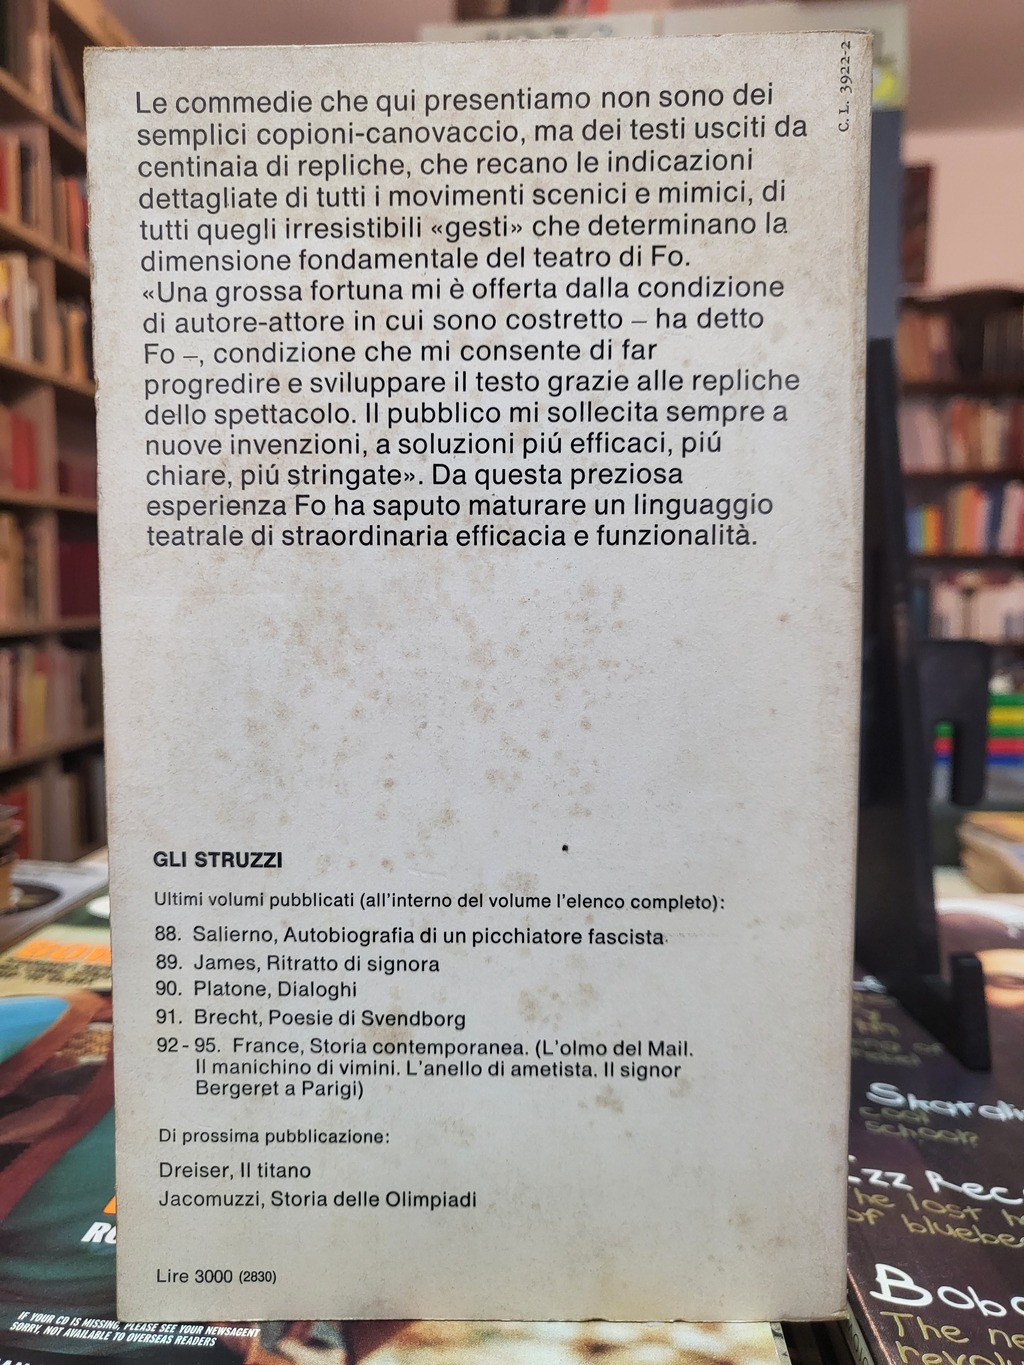 C. L. 3922-2
Le commedie che qui presentiamo non sono dei
semplici copioni-canovaccio, ma dei testi usciti da
centinaia di repliche, che recano le indicazioni
dettagliate di tutti i movimenti scenici e mimici, di
tutti quegli irresistibili «gesti» che determinano la
dimensione fondamentale del teatro di Fo.
«Una grossa fortuna mi è offerta dalla condizione
di autore-attore in cui sono costretto – ha detto
Fo –, condizione che mi consente di far
progredire e sviluppare il testo grazie alle repliche
dello spettacolo. Il pubblico mi sollecita sempre a
nuove invenzioni, a soluzioni piú efficaci, piú
chiare, piú stringate». Da questa preziosa
esperienza Fo ha saputo maturare un linguaggio
teatrale di straordinaria efficacia e funzionalità.
GLI STRUZZI
Ultimi volumi pubblicati (all'interno del volume l'elenco completo):
88. Salierno, Autobiografia di un picchiatore fascista
89. James, Ritratto di signora
90. Platone, Dialoghi
91. Brecht, Poesie di Svendborg
92-95. France, Storia contemporanea. (L'olmo del Mail.
Il manichino di vimini. L'anello di ametista. Il signor
Bergeret a Parigi)
Di prossima pubblicazione:
Dreiser, Il titano
Jacomuzzi, Storia delle Olimpiadi
Lire 3000 (2830)
IF YOUR CD IS MISSING, PLEASE SEE YOUR NEWSAGENT
SORRY, NOT AVAILABLE TO OVERSEAS READERS
cool
school?
the lost
of bluebe
Bobo
The ne